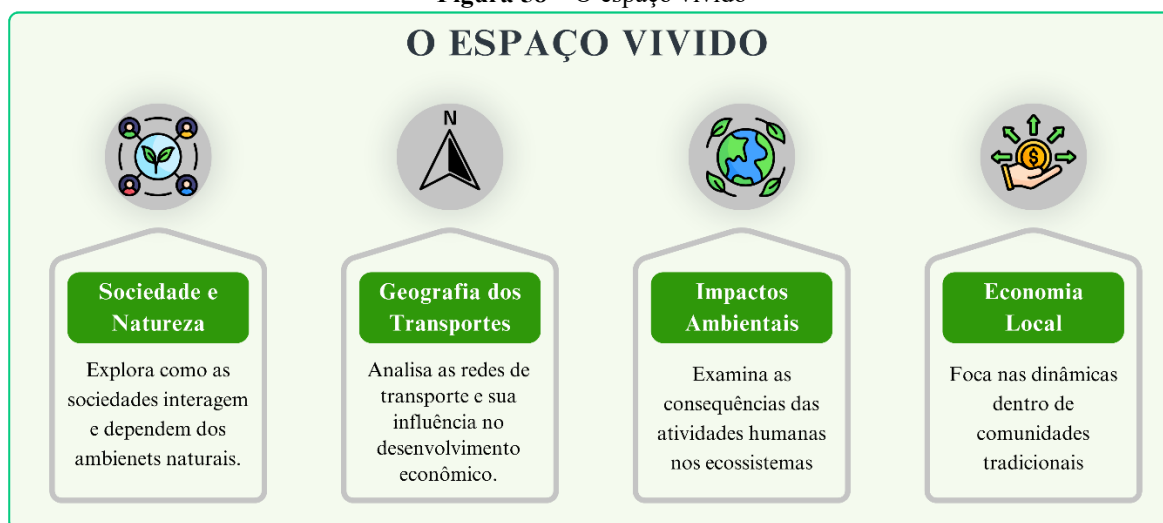 O ESPAÇO VIVIDO
N
Sociedade e
Natureza
Explora como as
sociedades interagem
e dependem dos
ambienets naturais.
Geografia dos
Transportes
Analisa as redes de
transporte e sua
influência no
desenvolvimento
econômico.
Impactos
Ambientais
Examina as
consequências das
atividades humanas
nos ecossistemas
$
Economia
Local
Foca nas dinâmicas
dentro de
comunidades
tradicionais